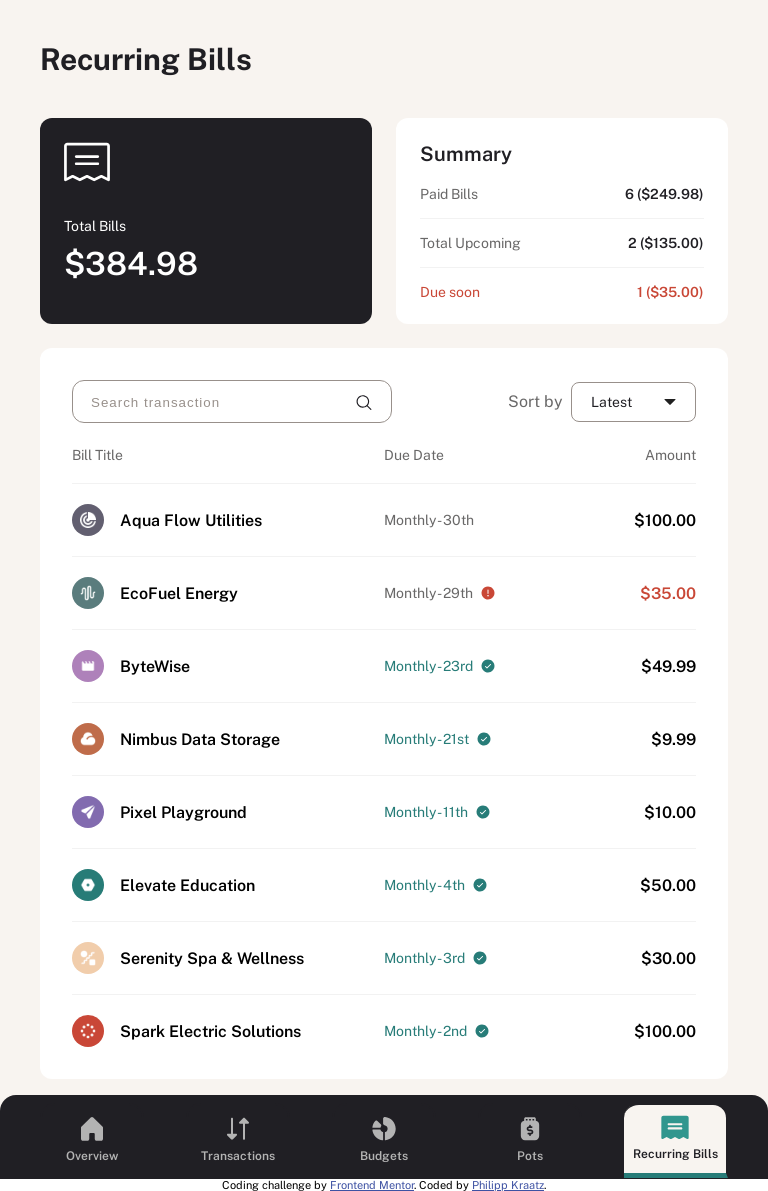 Recurring Bills
Total Bills
$384.98
Summary
Paid Bills 6 ($249.98)
Total Upcoming 2 ($135.00)
Due soon 1 ($35.00)
Search transaction Sort by Latest
Bill Title Due Date Amount
Aqua Flow Utilities Monthly-30th $100.00
EcoFuel Energy Monthly-29th $35.00
ByteWise Monthly-23rd $49.99
Nimbus Data Storage Monthly-21st $9.99
Pixel Playground Monthly-11th $10.00
Elevate Education Monthly-4th $50.00
Serenity Spa & Wellness Monthly-3rd $30.00
Spark Electric Solutions Monthly-2nd $100.00
Overview Transactions Budgets Pots Recurring Bills
Coding challenge by Frontend Mentor. Coded by Philipp Kraatz.